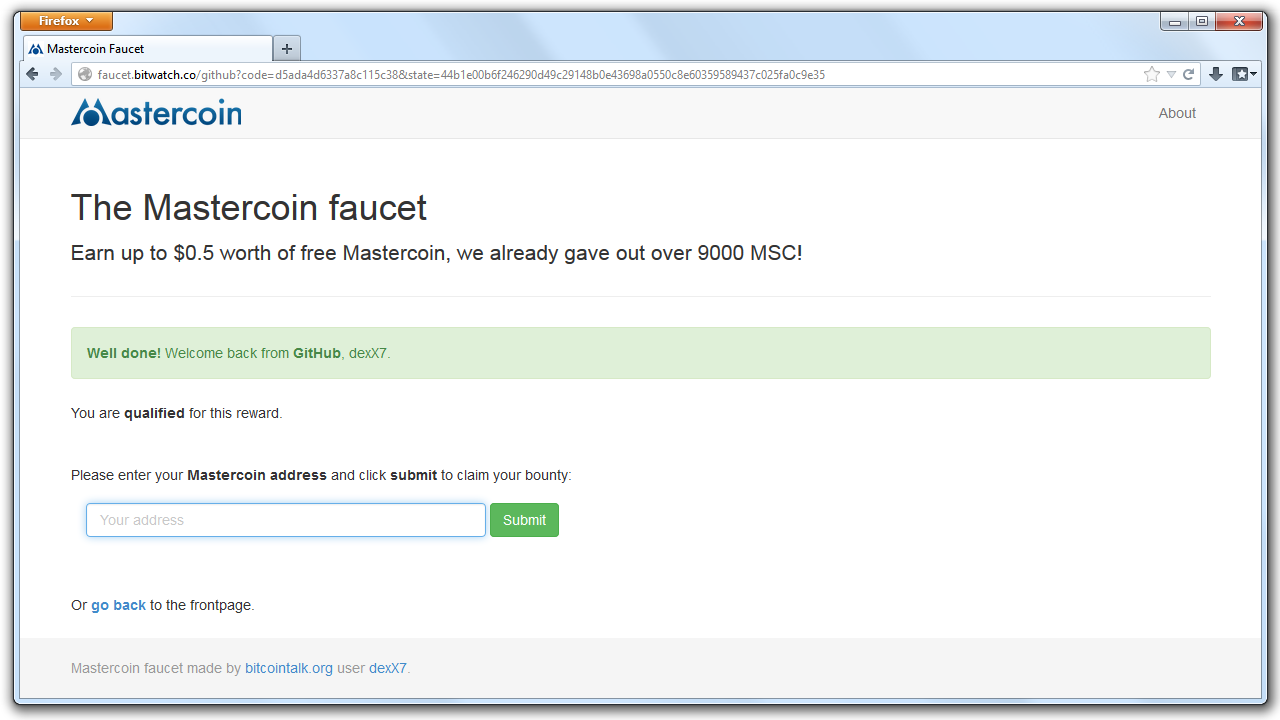 Firefox
Mastercoin Faucet
faucet.bitwatch.co/github?code=d5ada4d6337a8c115c38&state=44b1e00b6f246290d49c29148b0e43698a0550c8e60359589437c025fa0c9e35
Mastercoin
About
The Mastercoin faucet
Earn up to $0.5 worth of free Mastercoin, we already gave out over 9000 MSC!
Well done! Welcome back from GitHub, dexX7.
You are qualified for this reward.
Please enter your Mastercoin address and click submit to claim your bounty:
Your address
Submit
Or go back to the frontpage.
Mastercoin faucet made by bitcointalk.org user dexX7.